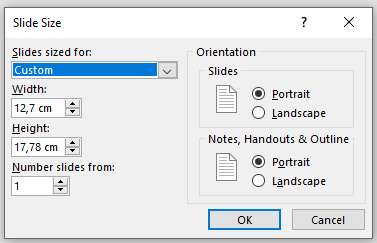 Slide Size
Slides sized for:
Custom
Width:
12,7 cm
Height:
17,78 cm
Number slides from:
1
Orientation
Slides
Portrait
Landscape
Notes, Handouts & Outline
Portrait
Landscape
OK
Cancel